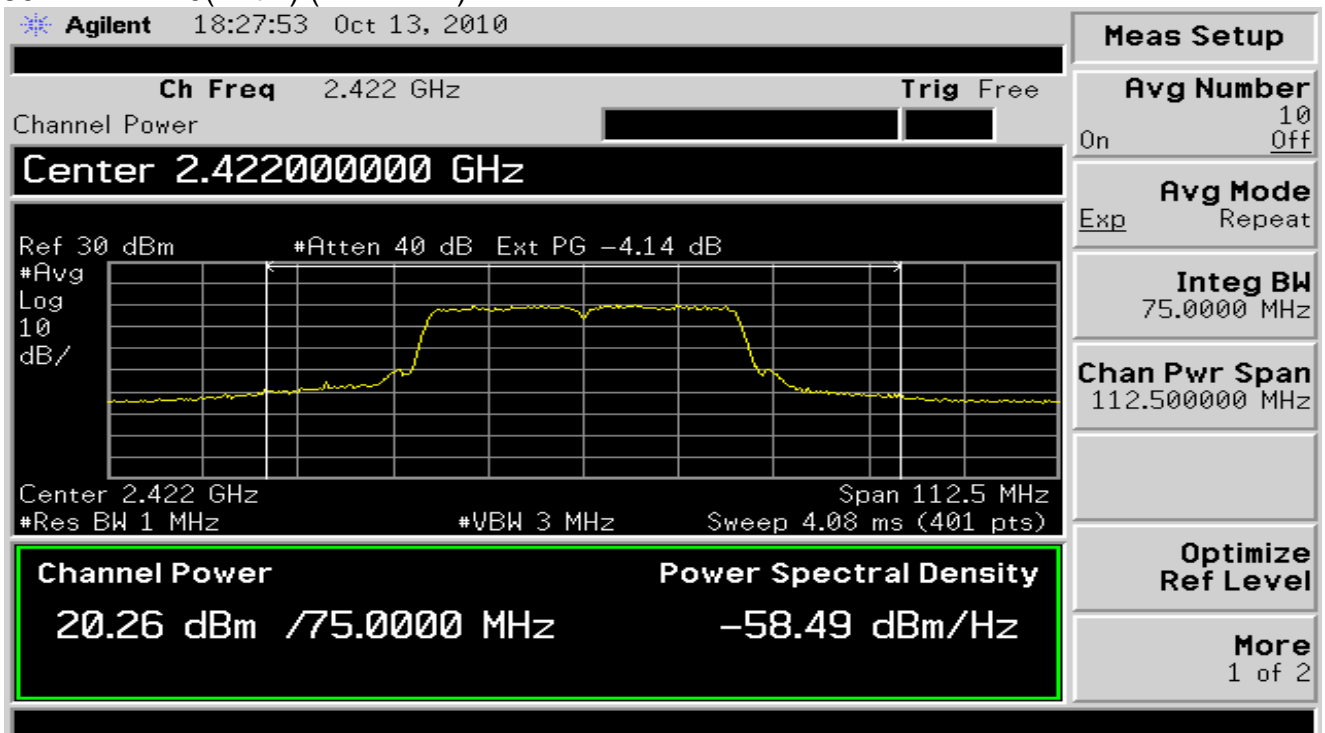 Agilent 18:27:53 Oct 13, 2010
Meas Setup
Ch Freq 2.422 GHz Trig Free
Channel Power
Avg Number
10
On Off
Center 2.422000000 GHz
Avg Mode
Exp Repeat
Ref 30 dBm #Atten 40 dB Ext PG -4.14 dB
#Avg
Log
10
dB/
Integ BW
75.0000 MHz
Chan Pwr Span
112.500000 MHz
Center 2.422 GHz Span 112.5 MHz
#Res BW 1 MHz #VBW 3 MHz Sweep 4.08 ms (401 pts)
Channel Power Power Spectral Density
20.26 dBm /75.0000 MHz -58.49 dBm/Hz
Optimize
Ref Level
More
1 of 2